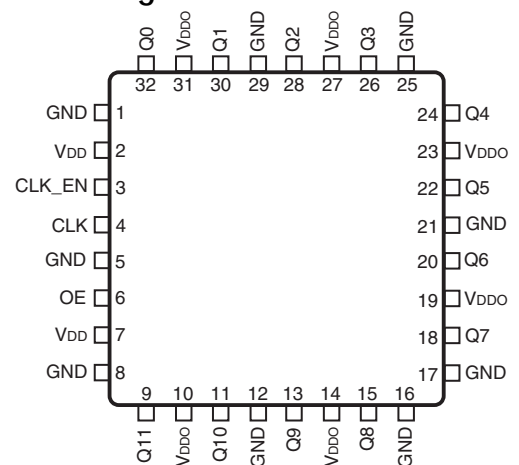 g
Q0 VDDO Q1 GND Q2 VDDO Q3 GND
32 31 30 29 28 27 26 25
GND 1 24 Q4
VDD 2 23 VDDO
CLK_EN 3 22 Q5
CLK 4 21 GND
GND 5 20 Q6
OE 6 19 VDDO
VDD 7 18 Q7
GND 8 17 GND
9 10 11 12 13 14 15 16
Q11 VDDO Q10 GND Q9 VDDO Q8 GND